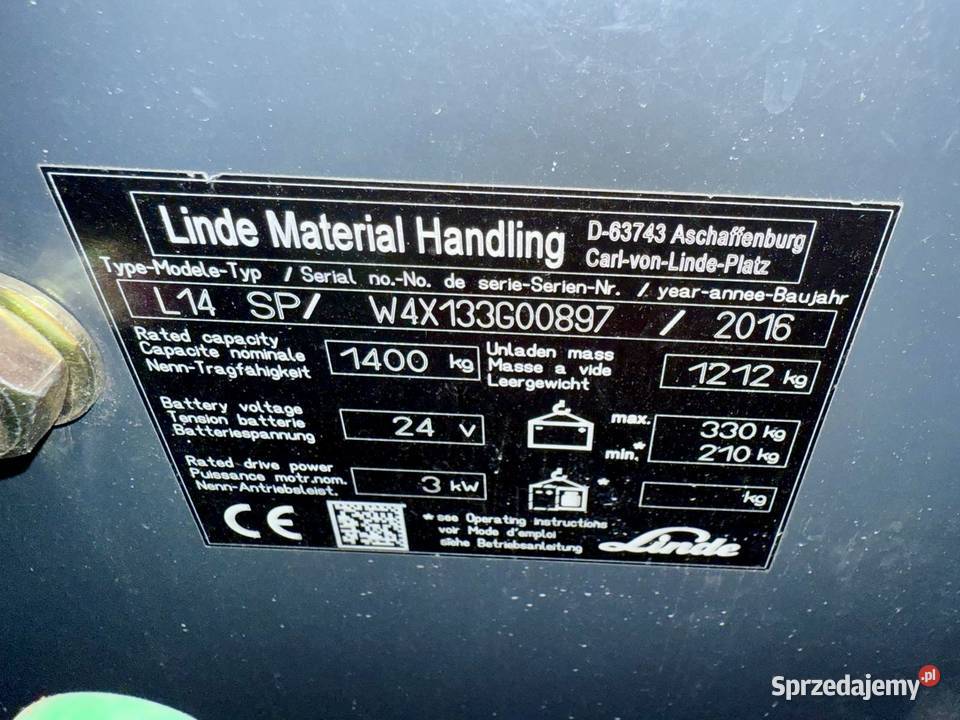 Linde Material Handling
D-63743 Aschaffenburg
Carl-von-Linde-Platz
Type-Modele-Typ / Serial no.-No. de serie-Serien-Nr. / year-annee-Baujahr
L14 SP/ W4X133G00897 / 2016
Rated capacity
Capacite nominale
Nenn-Tragfähigkeit
1400 kg
Unladen mass
Masse a vide
Leergewicht
1212 kg
Battery voltage
Tension batterie
Batteriespannung
24 V
max. 330 kg
min.* 210 kg
Rated drive power
Puissance motr.nom.
Nenn-Antriebsleist.
3 kW
* kg
CE
*see Operating instructions
voir Mode d'emploi
siehe Betriebsanleitung
Linde
Sprzedajemy.pl